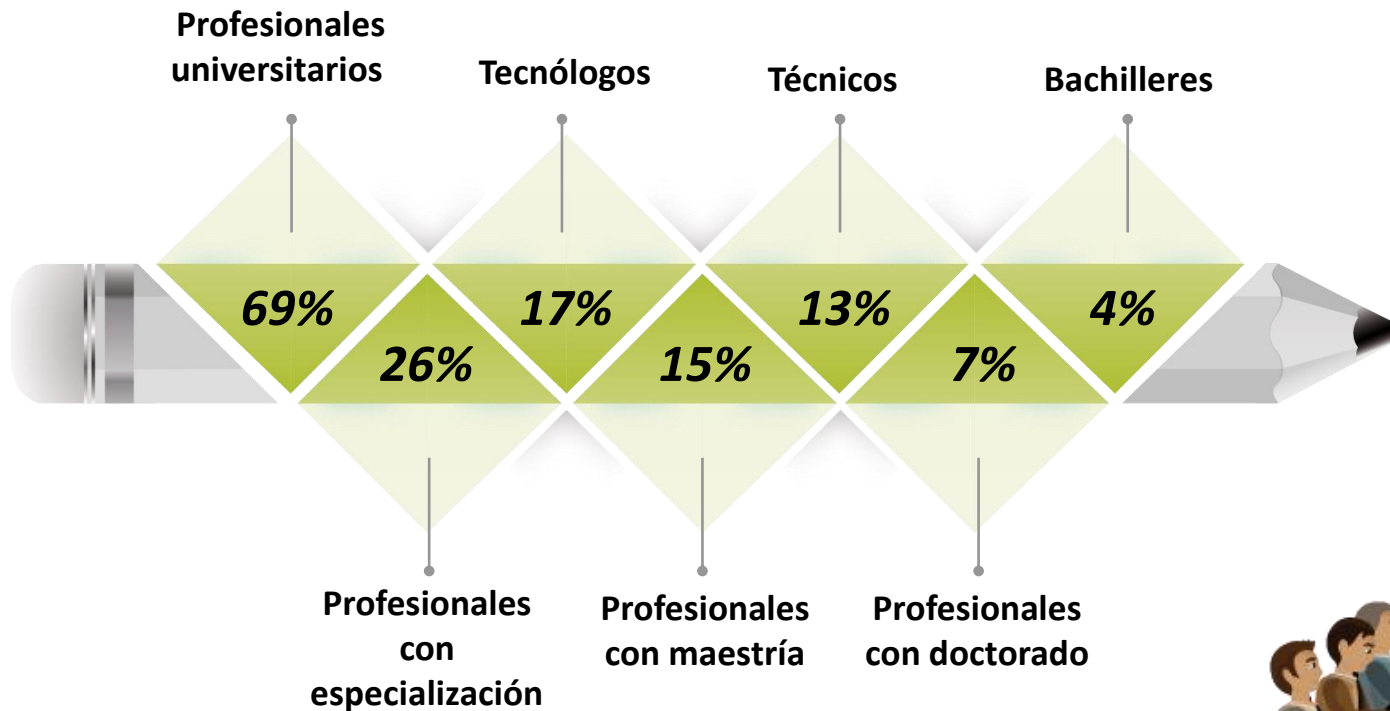 Profesionales
universitarios
Tecnólogos
Técnicos
Bachilleres
69%
17%
13%
4%
26%
15%
7%
Profesionales
con
especialización
Profesionales
con maestría
Profesionales
con doctorado